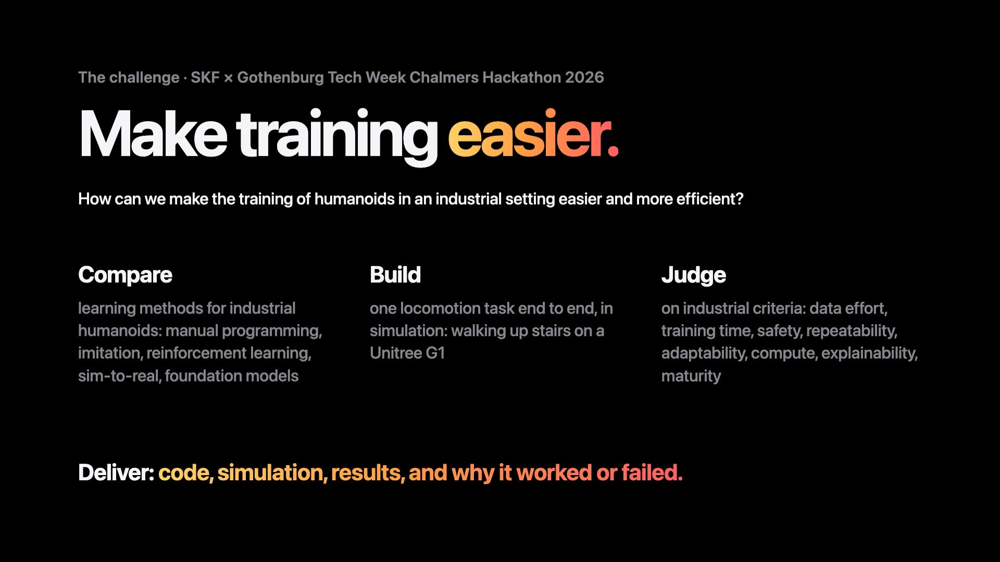 The challenge · SKF × Gothenburg Tech Week Chalmers Hackathon 2026
Make training easier.
How can we make the training of humanoids in an industrial setting easier and more efficient?
Compare
learning methods for industrial
humanoids: manual programming,
imitation, reinforcement learning,
sim-to-real, foundation models
Build
one locomotion task end to end, in
simulation: walking up stairs on a
Unitree G1
Judge
on industrial criteria: data effort,
training time, safety, repeatability,
adaptability, compute, explainability,
maturity
Deliver: code, simulation, results, and why it worked or failed.